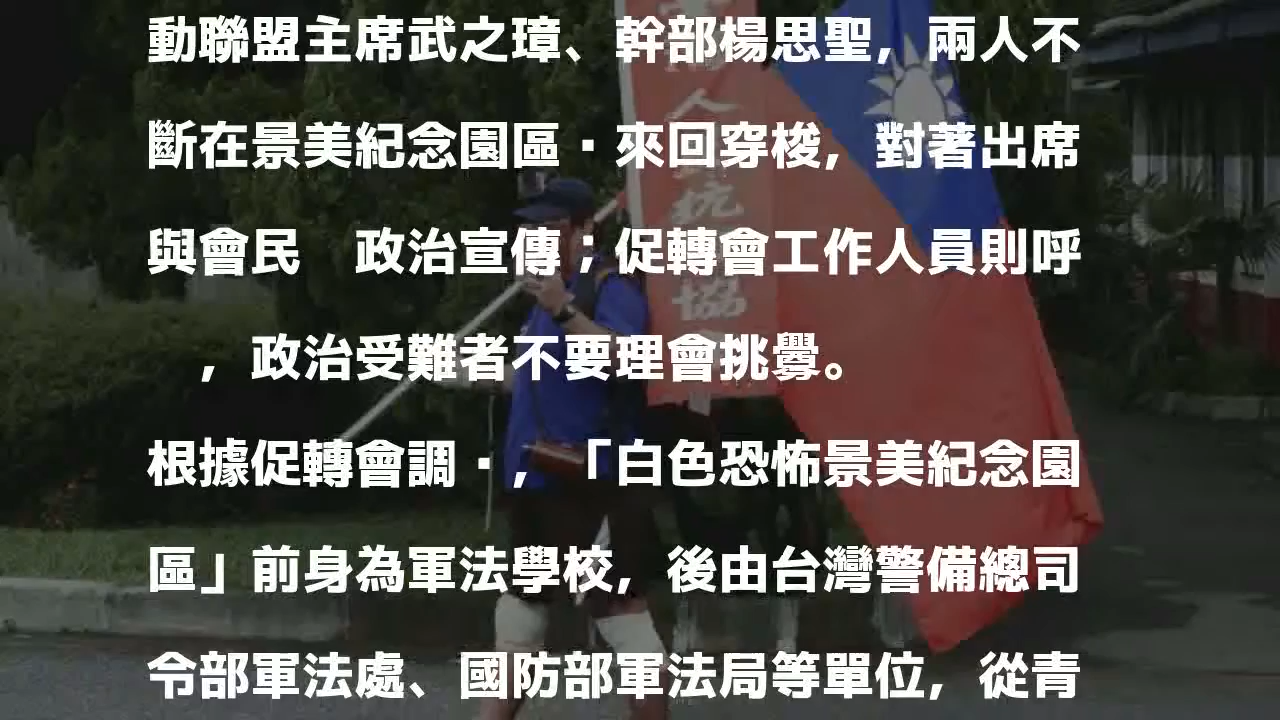 動聯盟主席武之璋、幹部楊思聖，兩人不
斷在景美紀念園區·來回穿梭，對著出席
與會民　政治宣傳；促轉會工作人員則呼
，政治受難者不要理會挑釁。
根據促轉會調·，「白色恐怖景美紀念園
區」前身為軍法學校，後由台灣警備總司
令部軍法處、國防部軍法局等單位，從青
人
抗
協